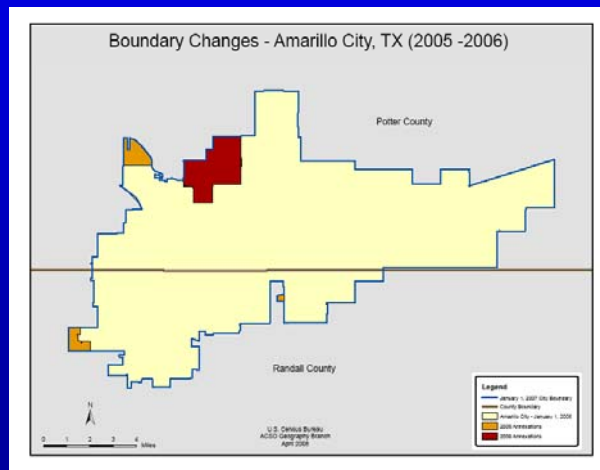 Boundary Changes - Amarillo City, TX (2005 -2006)
Potter County
Randall County
Legend
January 1, 2007 City Boundary
County Boundary
Amarillo City - January 1, 2005
2005 Annexations
2006 Annexations
N
0 1 2 3 4
Miles
U.S. Census Bureau
ACSO Geography Branch
April 2008